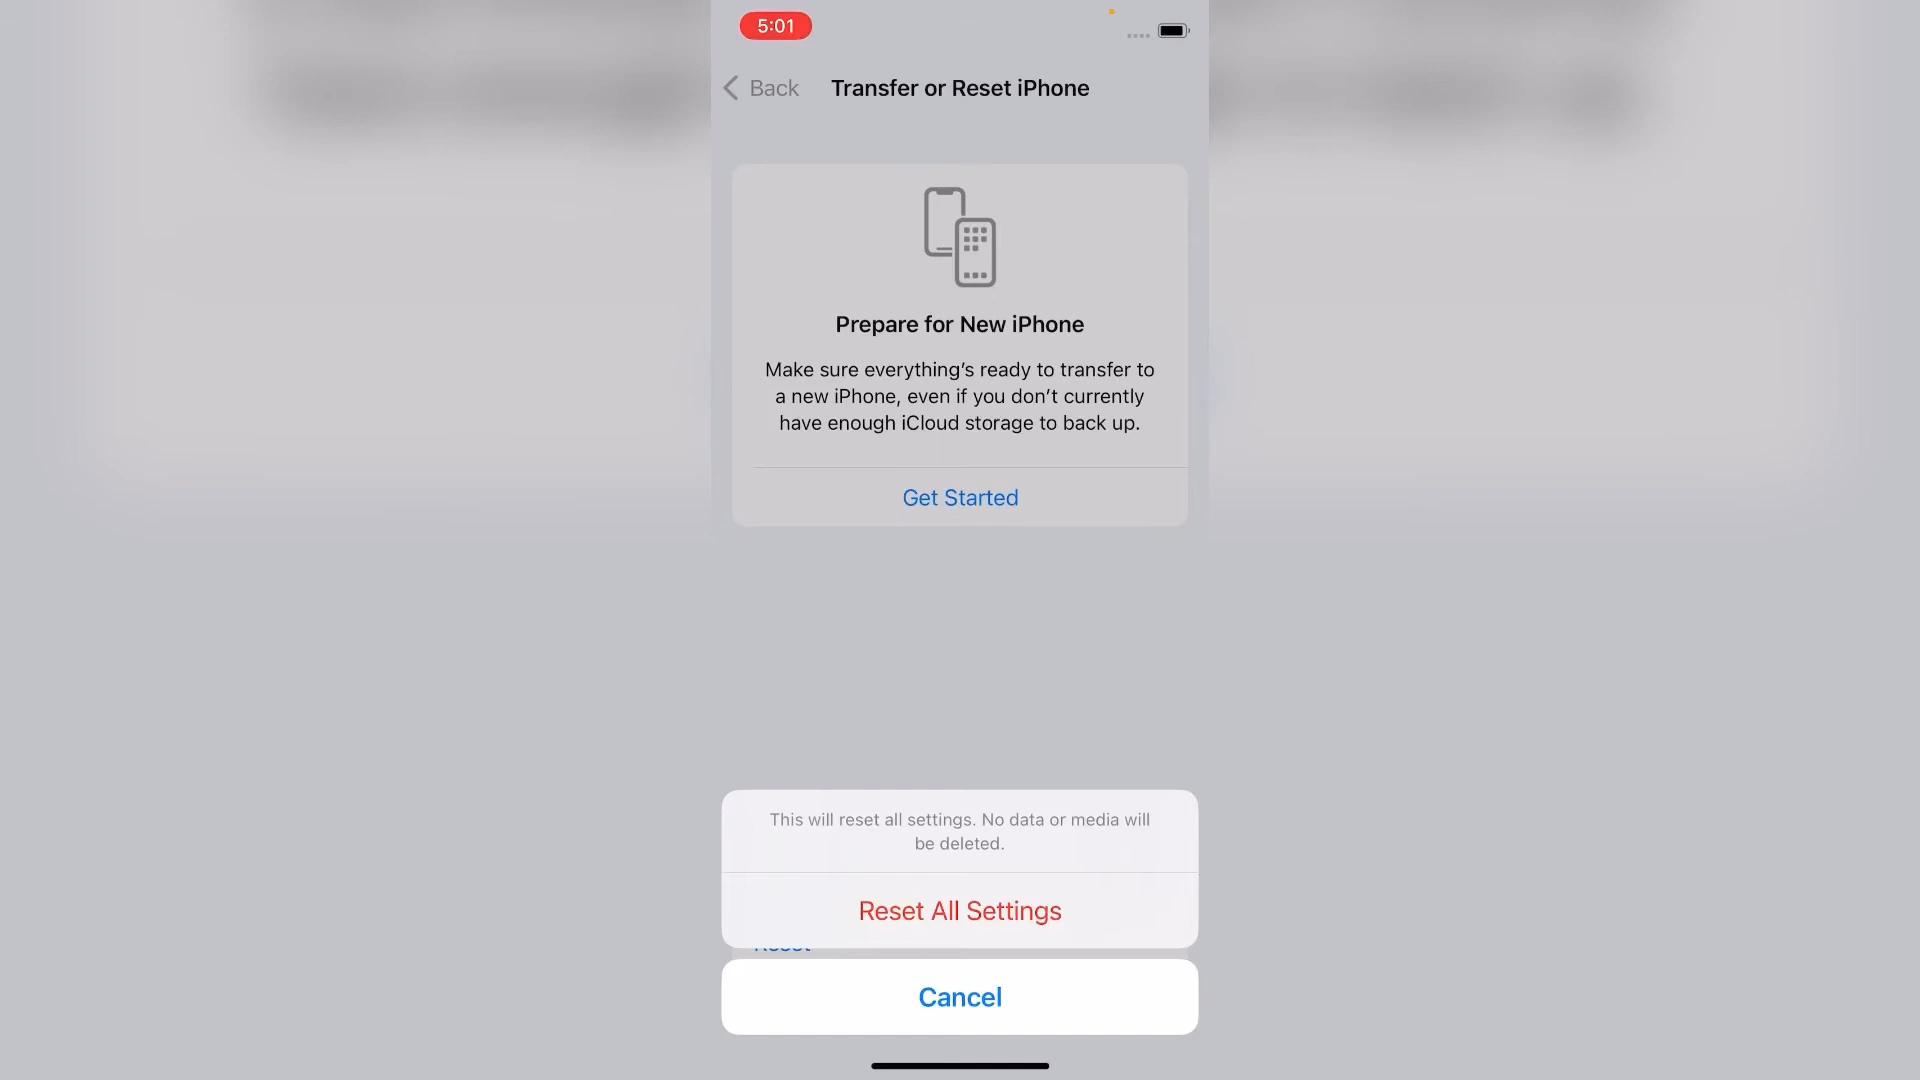 5:01
Back
Transfer or Reset iPhone
Prepare for New iPhone
Make sure everything’s ready to transfer to
a new iPhone, even if you don’t currently
have enough iCloud storage to back up.
Get Started
This will reset all settings. No data or media will
be deleted.
Reset All Settings
Reset
Cancel